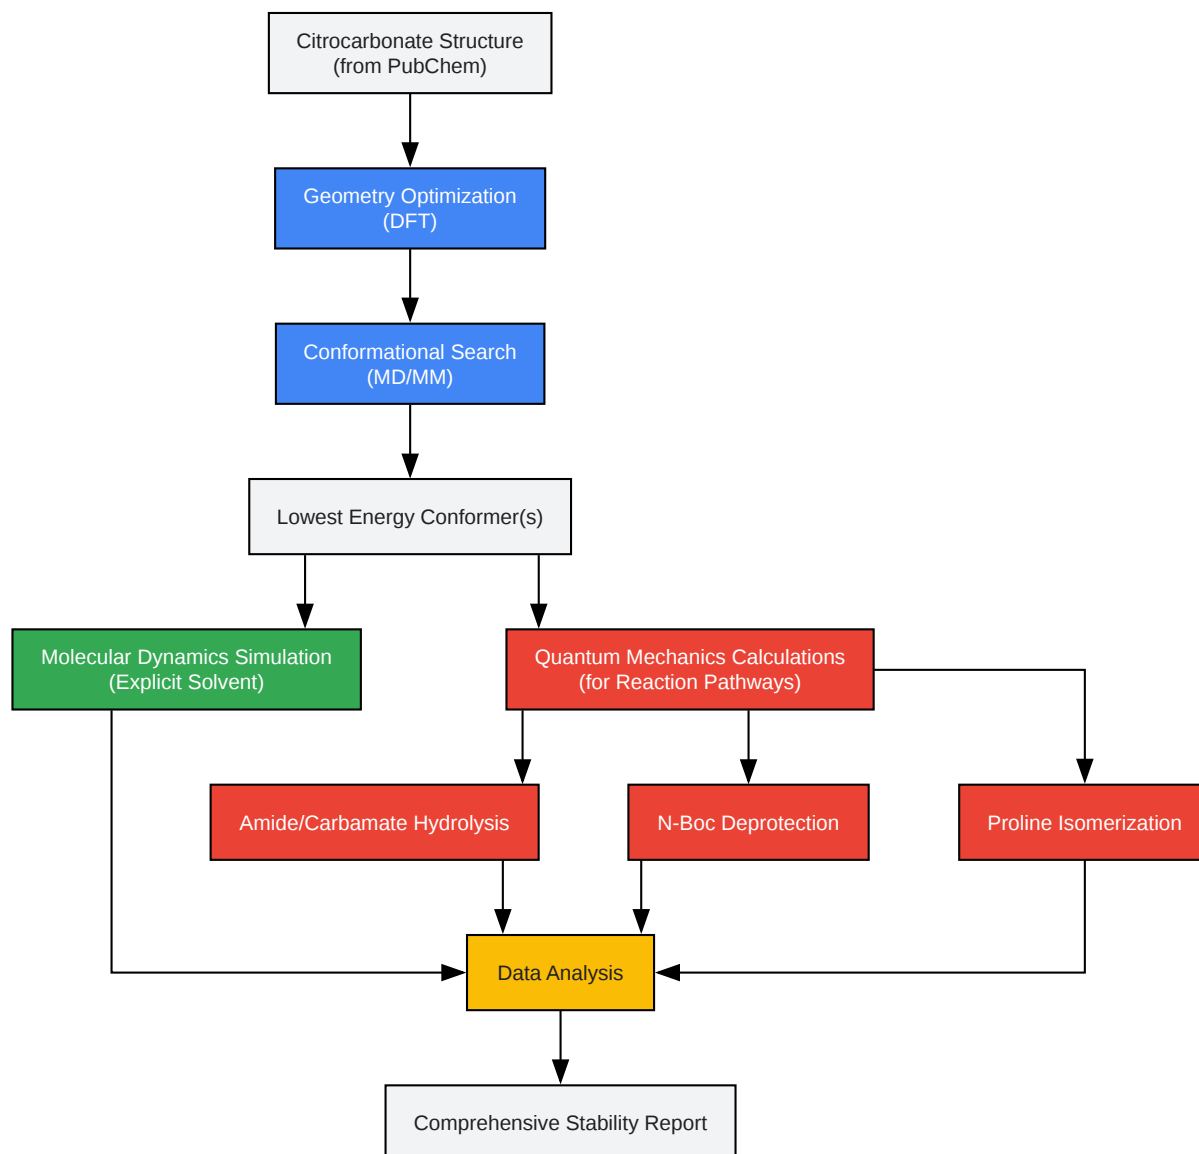 Citrocarbonate Structure
(from PubChem)
Geometry Optimization
(DFT)
Conformational Search
(MD/MM)
Lowest Energy Conformer(s)
Molecular Dynamics Simulation
(Explicit Solvent)
Quantum Mechanics Calculations
(for Reaction Pathways)
Amide/Carbamate Hydrolysis
N-Boc Deprotection
Proline Isomerization
Data Analysis
Comprehensive Stability Report